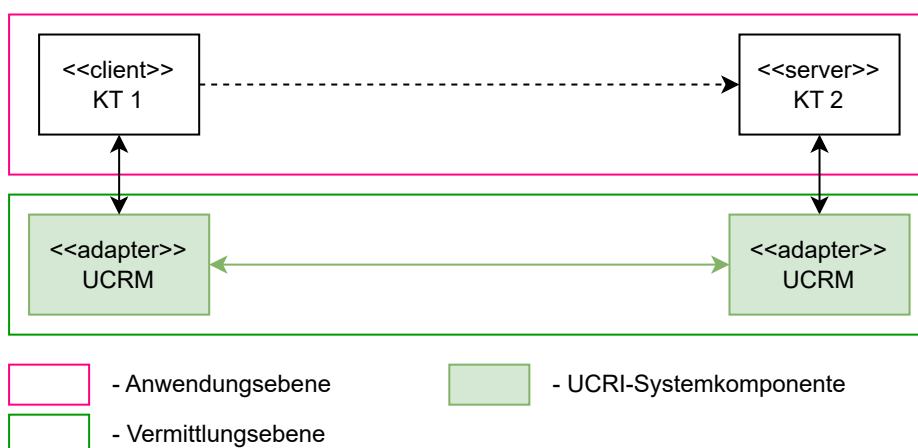 <<client>>
KT 1
<<server>>
KT 2
<<adapter>>
UCRM
<<adapter>>
UCRM
- Anwendungsebene
- UCRI-Systemkomponente
- Vermittlungsebene